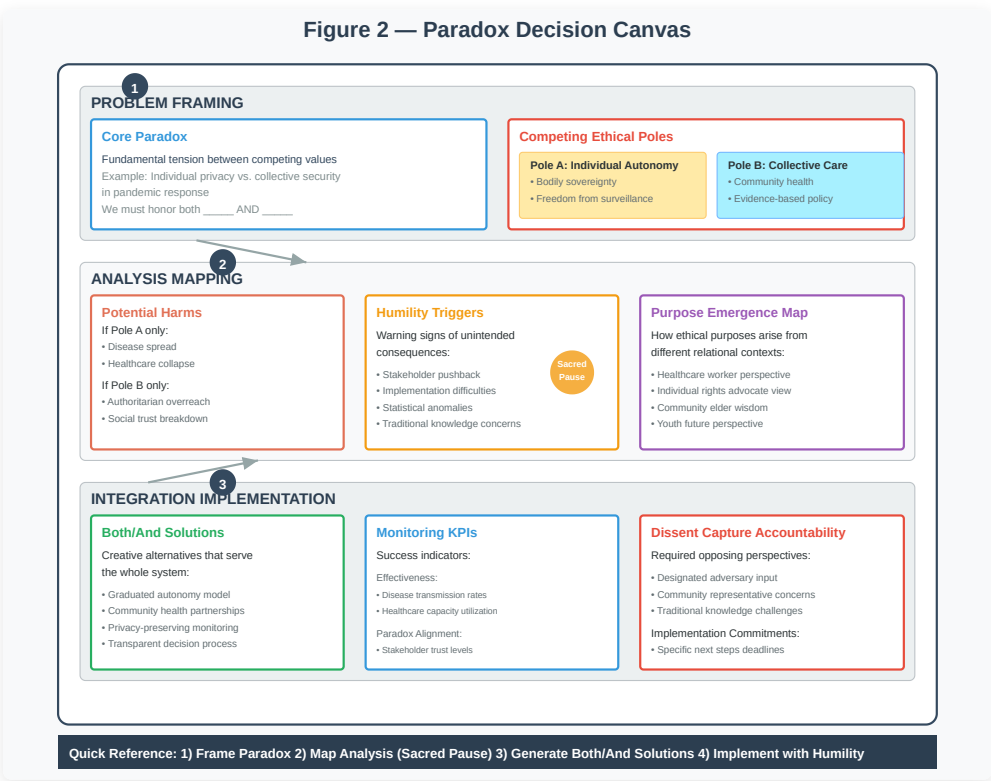 Figure 2 — Paradox Decision Canvas
1
PROBLEM FRAMING
Core Paradox
Fundamental tension between competing values
Example: Individual privacy vs. collective security
in pandemic response
We must honor both _____ AND _____
Competing Ethical Poles
Pole A: Individual Autonomy
• Bodily sovereignty
• Freedom from surveillance
Pole B: Collective Care
• Community health
• Evidence-based policy
2
ANALYSIS MAPPING
Potential Harms
If Pole A only:
• Disease spread
• Healthcare collapse
If Pole B only:
• Authoritarian overreach
• Social trust breakdown
Humility Triggers
Warning signs of unintended
consequences:
• Stakeholder pushback
• Implementation difficulties
• Statistical anomalies
• Traditional knowledge concerns
Sacred
Pause
Purpose Emergence Map
How ethical purposes arise from
different relational contexts:
• Healthcare worker perspective
• Individual rights advocate view
• Community elder wisdom
• Youth future perspective
3
INTEGRATION IMPLEMENTATION
Both/And Solutions
Creative alternatives that serve
the whole system:
• Graduated autonomy model
• Community health partnerships
• Privacy-preserving monitoring
• Transparent decision process
Monitoring KPIs
Success indicators:
Effectiveness:
• Disease transmission rates
• Healthcare capacity utilization
Paradox Alignment:
• Stakeholder trust levels
Dissent Capture Accountability
Required opposing perspectives:
• Designated adversary input
• Community representative concerns
• Traditional knowledge challenges
Implementation Commitments:
• Specific next steps deadlines
Quick Reference: 1) Frame Paradox 2) Map Analysis (Sacred Pause) 3) Generate Both/And Solutions 4) Implement with Humility